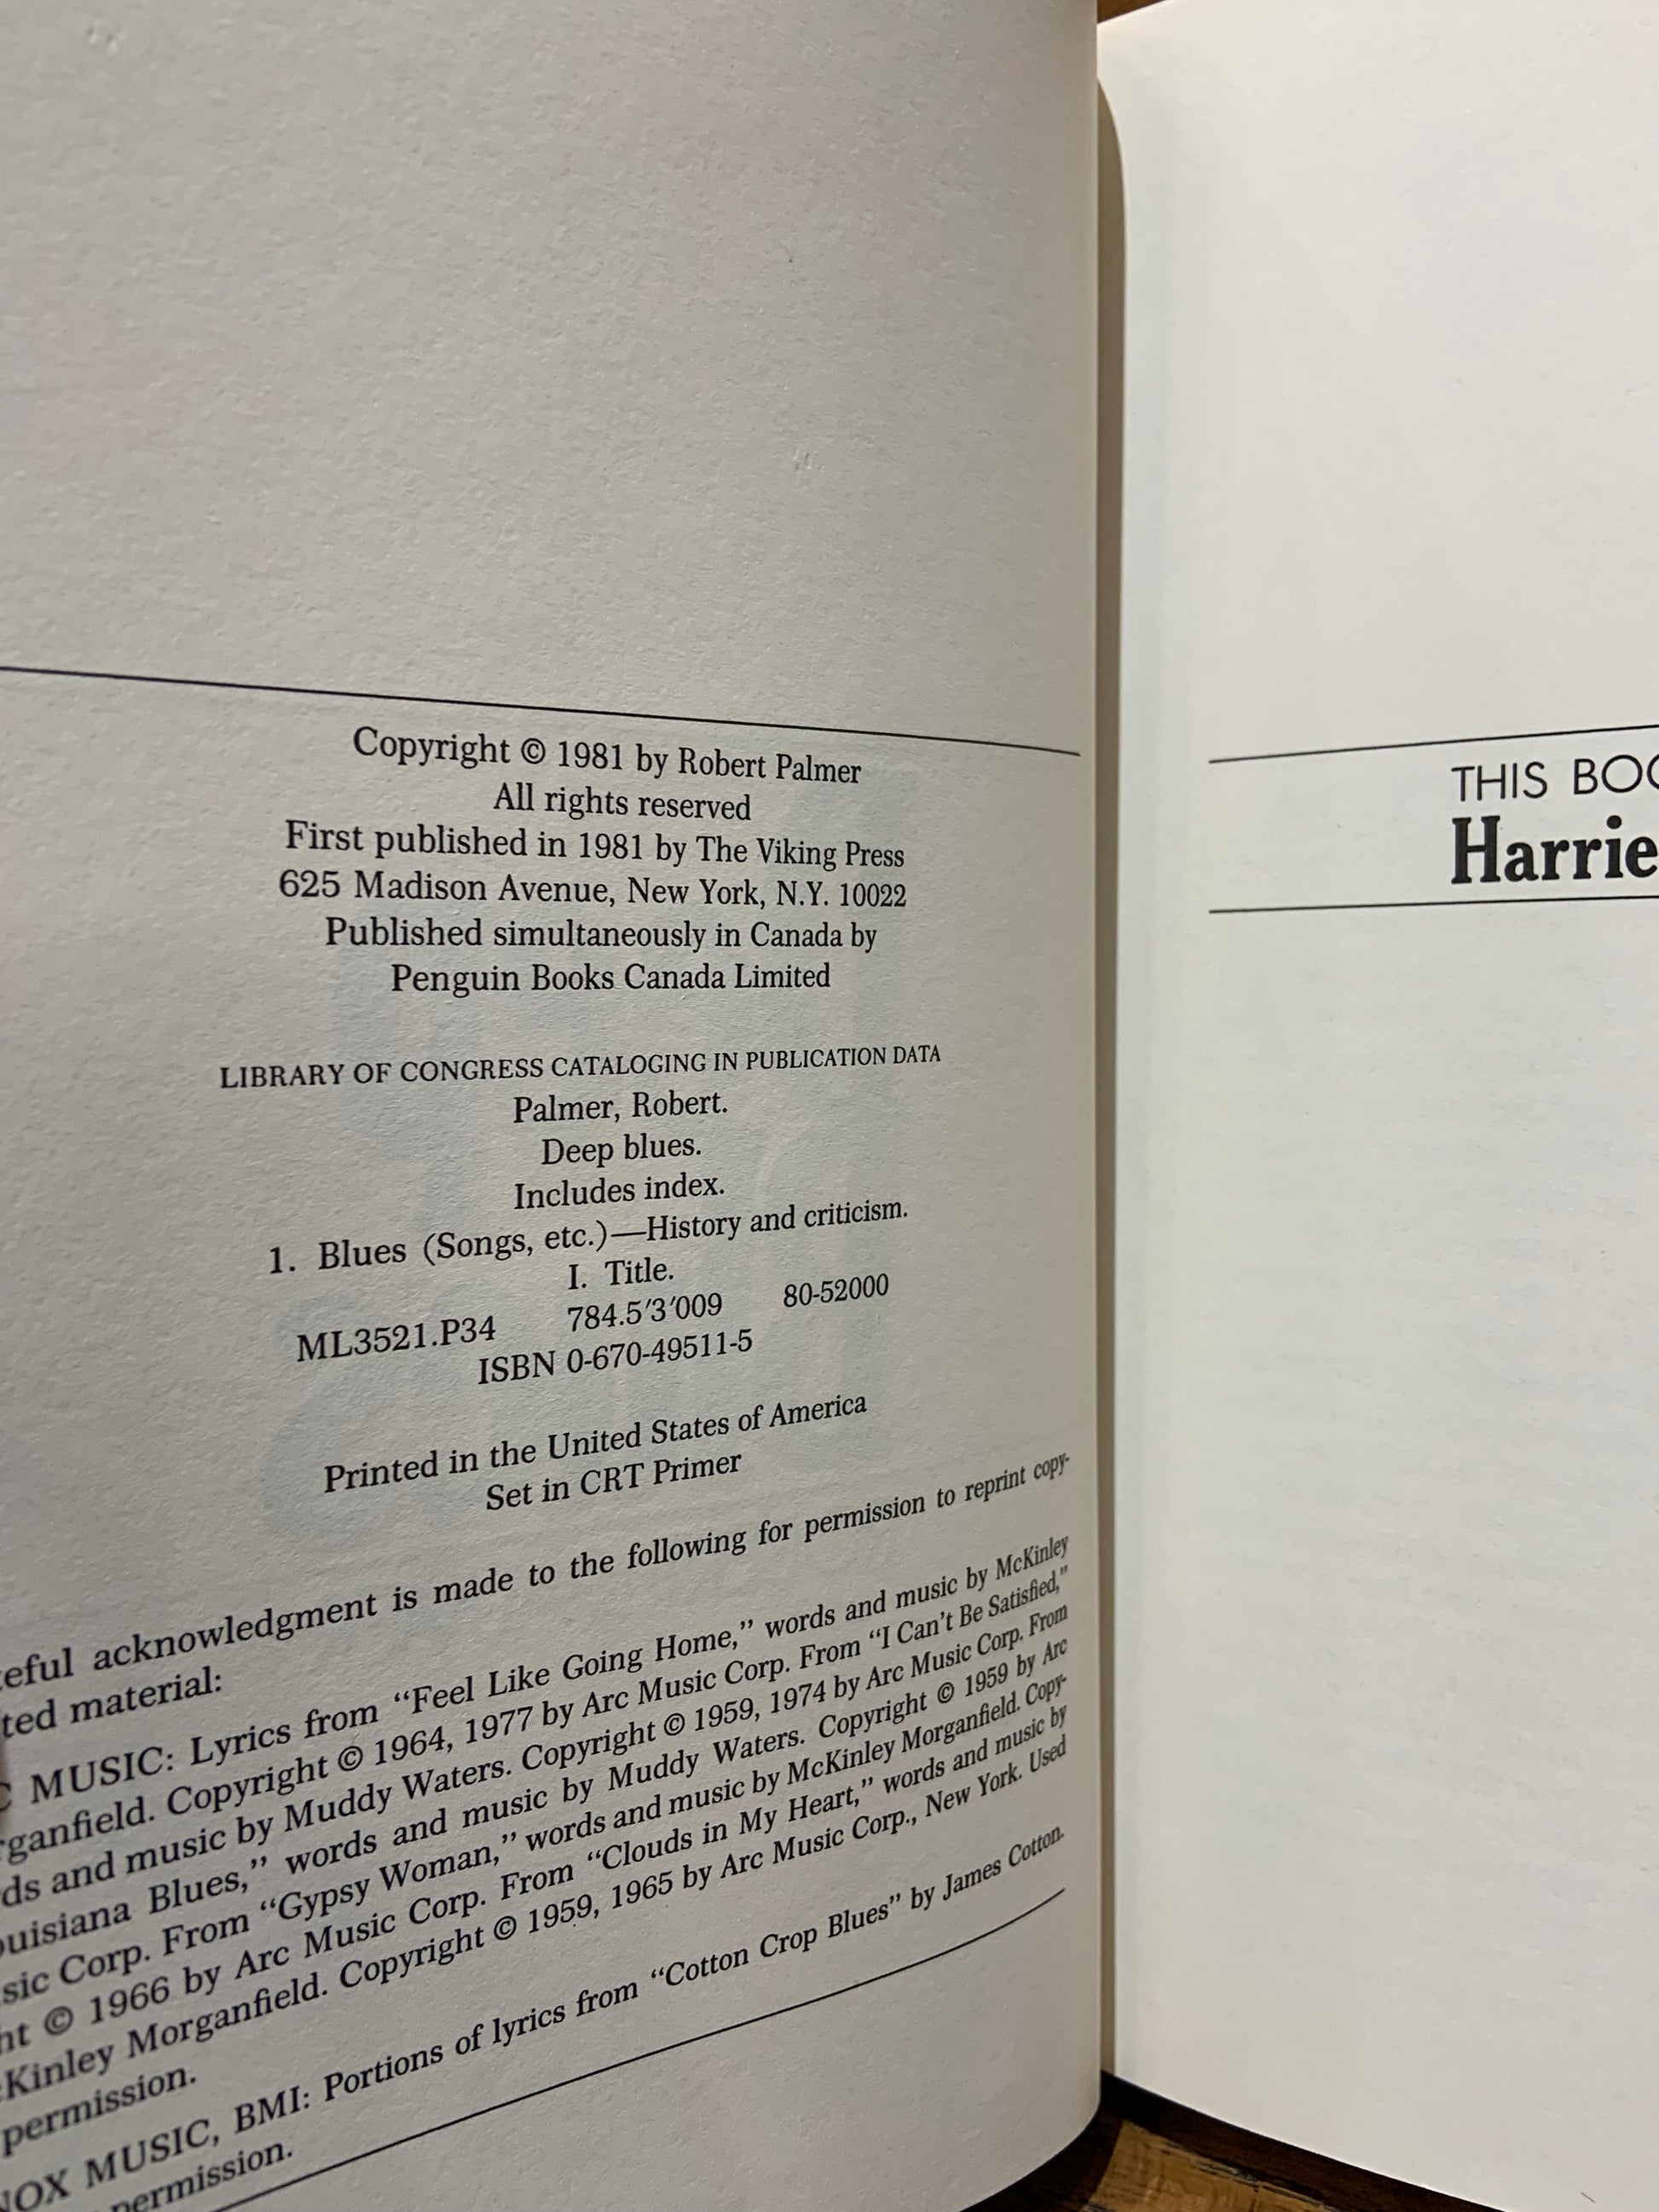 Copyright © 1981 by Robert Palmer
All rights reserved
First published in 1981 by The Viking Press
625 Madison Avenue, New York, N.Y. 10022
Published simultaneously in Canada by
Penguin Books Canada Limited
LIBRARY OF CONGRESS CATALOGING IN PUBLICATION DATA
Palmer, Robert.
Deep blues.
Includes index.
1. Blues (Songs, etc.)—History and criticism.
I. Title.
ML3521.P34 784.5′3′009 80-52000
ISBN 0-670-49511-5
Printed in the United States of America
Set in CRT Primer
eful acknowledgment is made to the following for permission to reprint copy-
ted material:
C MUSIC: Lyrics from “Feel Like Going Home,” words and music by McKinley
rganfield. Copyright © 1964, 1977 by Arc Music Corp. From “I Can’t Be Satisfied,”
ds and music by Muddy Waters. Copyright © 1959, 1974 by Arc Music Corp. From
ouisiana Blues,” words and music by Muddy Waters. Copyright © 1959 by Arc
sic Corp. From “Gypsy Woman,” words and music by McKinley Morganfield. Copy-
ht © 1966 by Arc Music Corp. From “Clouds in My Heart,” words and music by
Kinley Morganfield. Copyright © 1959, 1965 by Arc Music Corp., New York. Used
permission.
NOX MUSIC, BMI: Portions of lyrics from “Cotton Crop Blues” by James Cotton.
permission.
THIS BOO
Harrie